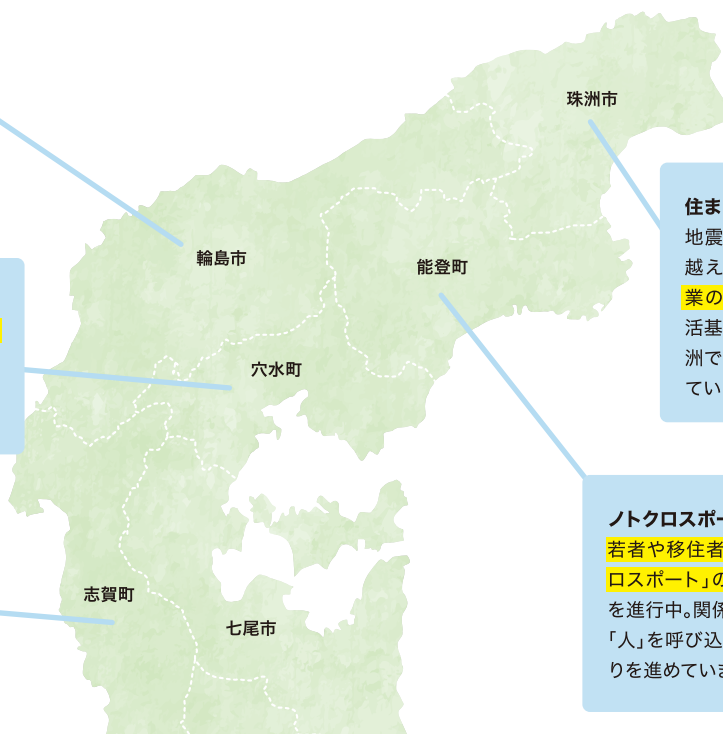 珠洲市
輪島市
能登町
穴水町
志賀町
七尾市
住ま
地震
越え
業の
活基
洲で
てい
ノトクロスポー
若者や移住者
ロスポート」の
を進行中。関係
「人」を呼び込
りを進めていま